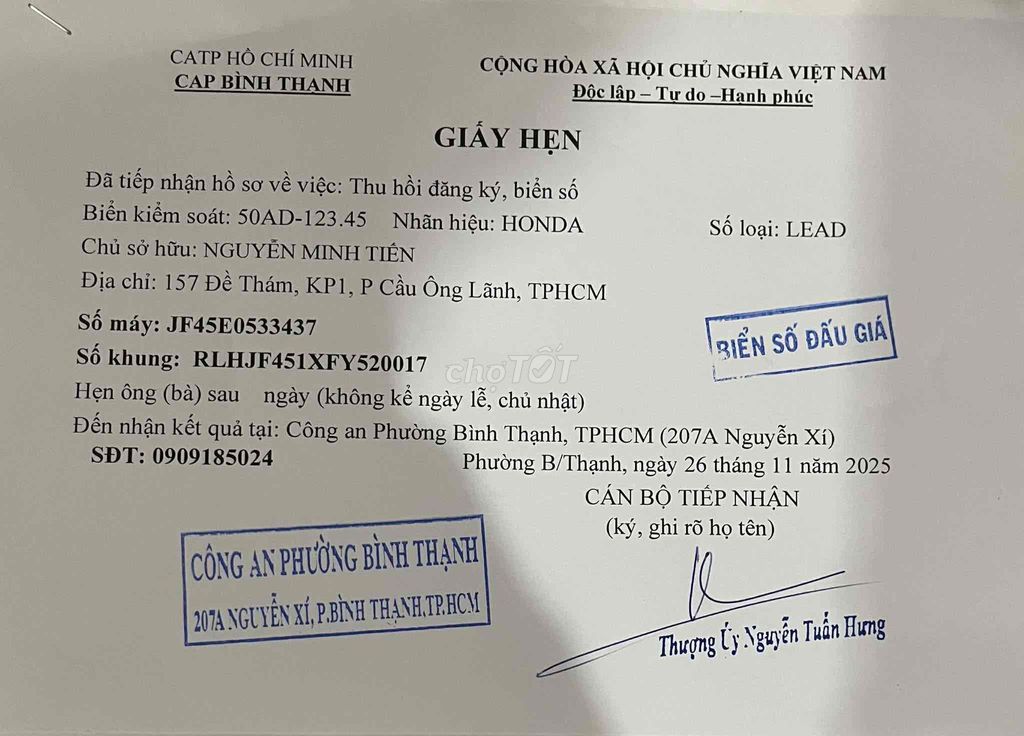 CATP HỒ CHÍ MINH
CAP BÌNH THẠNH
CỘNG HÒA XÃ HỘI CHỦ NGHĨA VIỆT NAM
Độc lập – Tự do –Hạnh phúc
GIẤY HẸN
Đã tiếp nhận hồ sơ về việc: Thu hồi đăng ký, biển số
Biển kiểm soát: 50AD-123.45 Nhãn hiệu: HONDA Số loại: LEAD
Chủ sở hữu: NGUYỄN MINH TIẾN
Địa chỉ: 157 Đề Thám, KP1, P Cầu Ông Lãnh, TPHCM
Số máy: JF45E0533437
BIỂN SỐ ĐẤU GIÁ
Số khung: RLHJF451XFY520017
chợTỐT
Hẹn ông (bà) sau ngày (không kể ngày lễ, chủ nhật)
Đến nhận kết quả tại: Công an Phường Bình Thạnh, TPHCM (207A Nguyễn Xí)
SĐT: 0909185024
Phường B/Thạnh, ngày 26 tháng 11 năm 2025
CÁN BỘ TIẾP NHẬN
(ký, ghi rõ họ tên)
CÔNG AN PHƯỜNG BÌNH THẠNH
207A NGUYỄN XÍ, P.BÌNH THẠNH,TP.HCM
Thượng Úy Nguyễn Tuấn Hưng